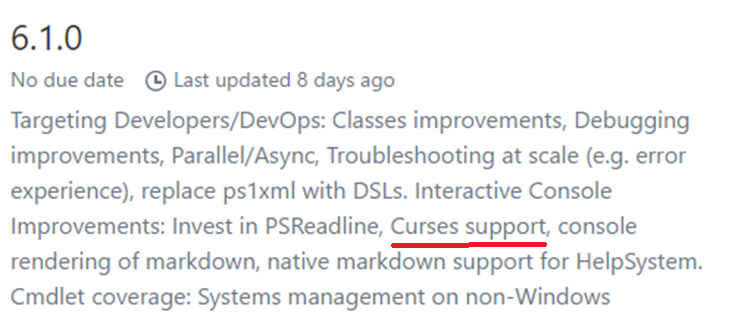 6.1.0
No due date Last updated 8 days ago
Targeting Developers/DevOps: Classes improvements, Debugging
improvements, Parallel/Async, Troubleshooting at scale (e.g. error
experience), replace ps1xml with DSLs. Interactive Console
Improvements: Invest in PSReadline, Curses support, console
rendering of markdown, native markdown support for HelpSystem.
Cmdlet coverage: Systems management on non-Windows